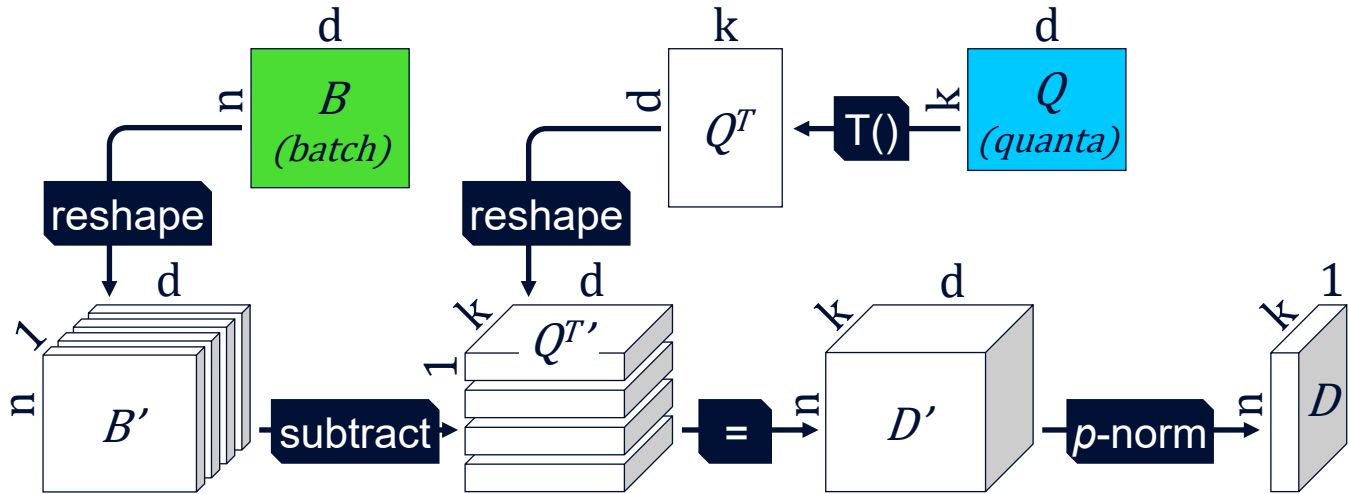 d
k
d
n
B
(batch)
d
Q^T
T()
k
Q
(quanta)
reshape
reshape
d
1
n
B’
subtract
d
k
1
Q^T’
=
d
k
n
D’
p-norm
1
k
n
D